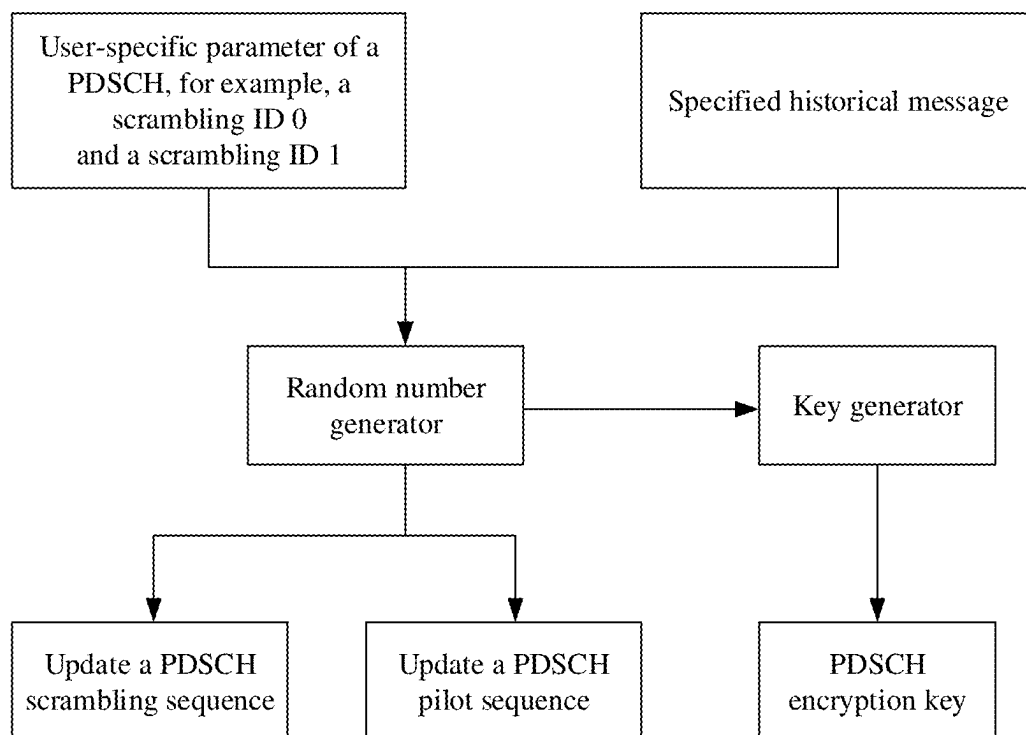 User-specific parameter of a
PDSCH, for example, a
scrambling ID 0
and a scrambling ID 1
Specified historical message
Random number
generator
Key generator
Update a PDSCH
scrambling sequence
Update a PDSCH
pilot sequence
PDSCH
encryption key